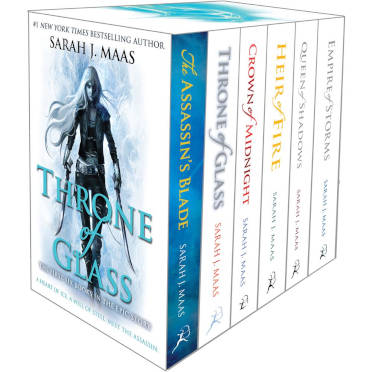 #1 NEW YORK TIMES BESTSELLING AUTHOR
SARAH J. MAAS
THRONE
of
GLASS
A HEART OF ICE. A WILL OF STEEL. MEET THE ASSASSIN.
The ASSASSIN'S BLADE
SARAH J. MAAS
THRONE of GLASS
SARAH J. MAAS
CROWN of MIDNIGHT
SARAH J. MAAS
HEIR of FIRE
SARAH J. MAAS
QUEEN of SHADOWS
SARAH J. MAAS
EMPIRE of STORMS
SARAH J. MAAS